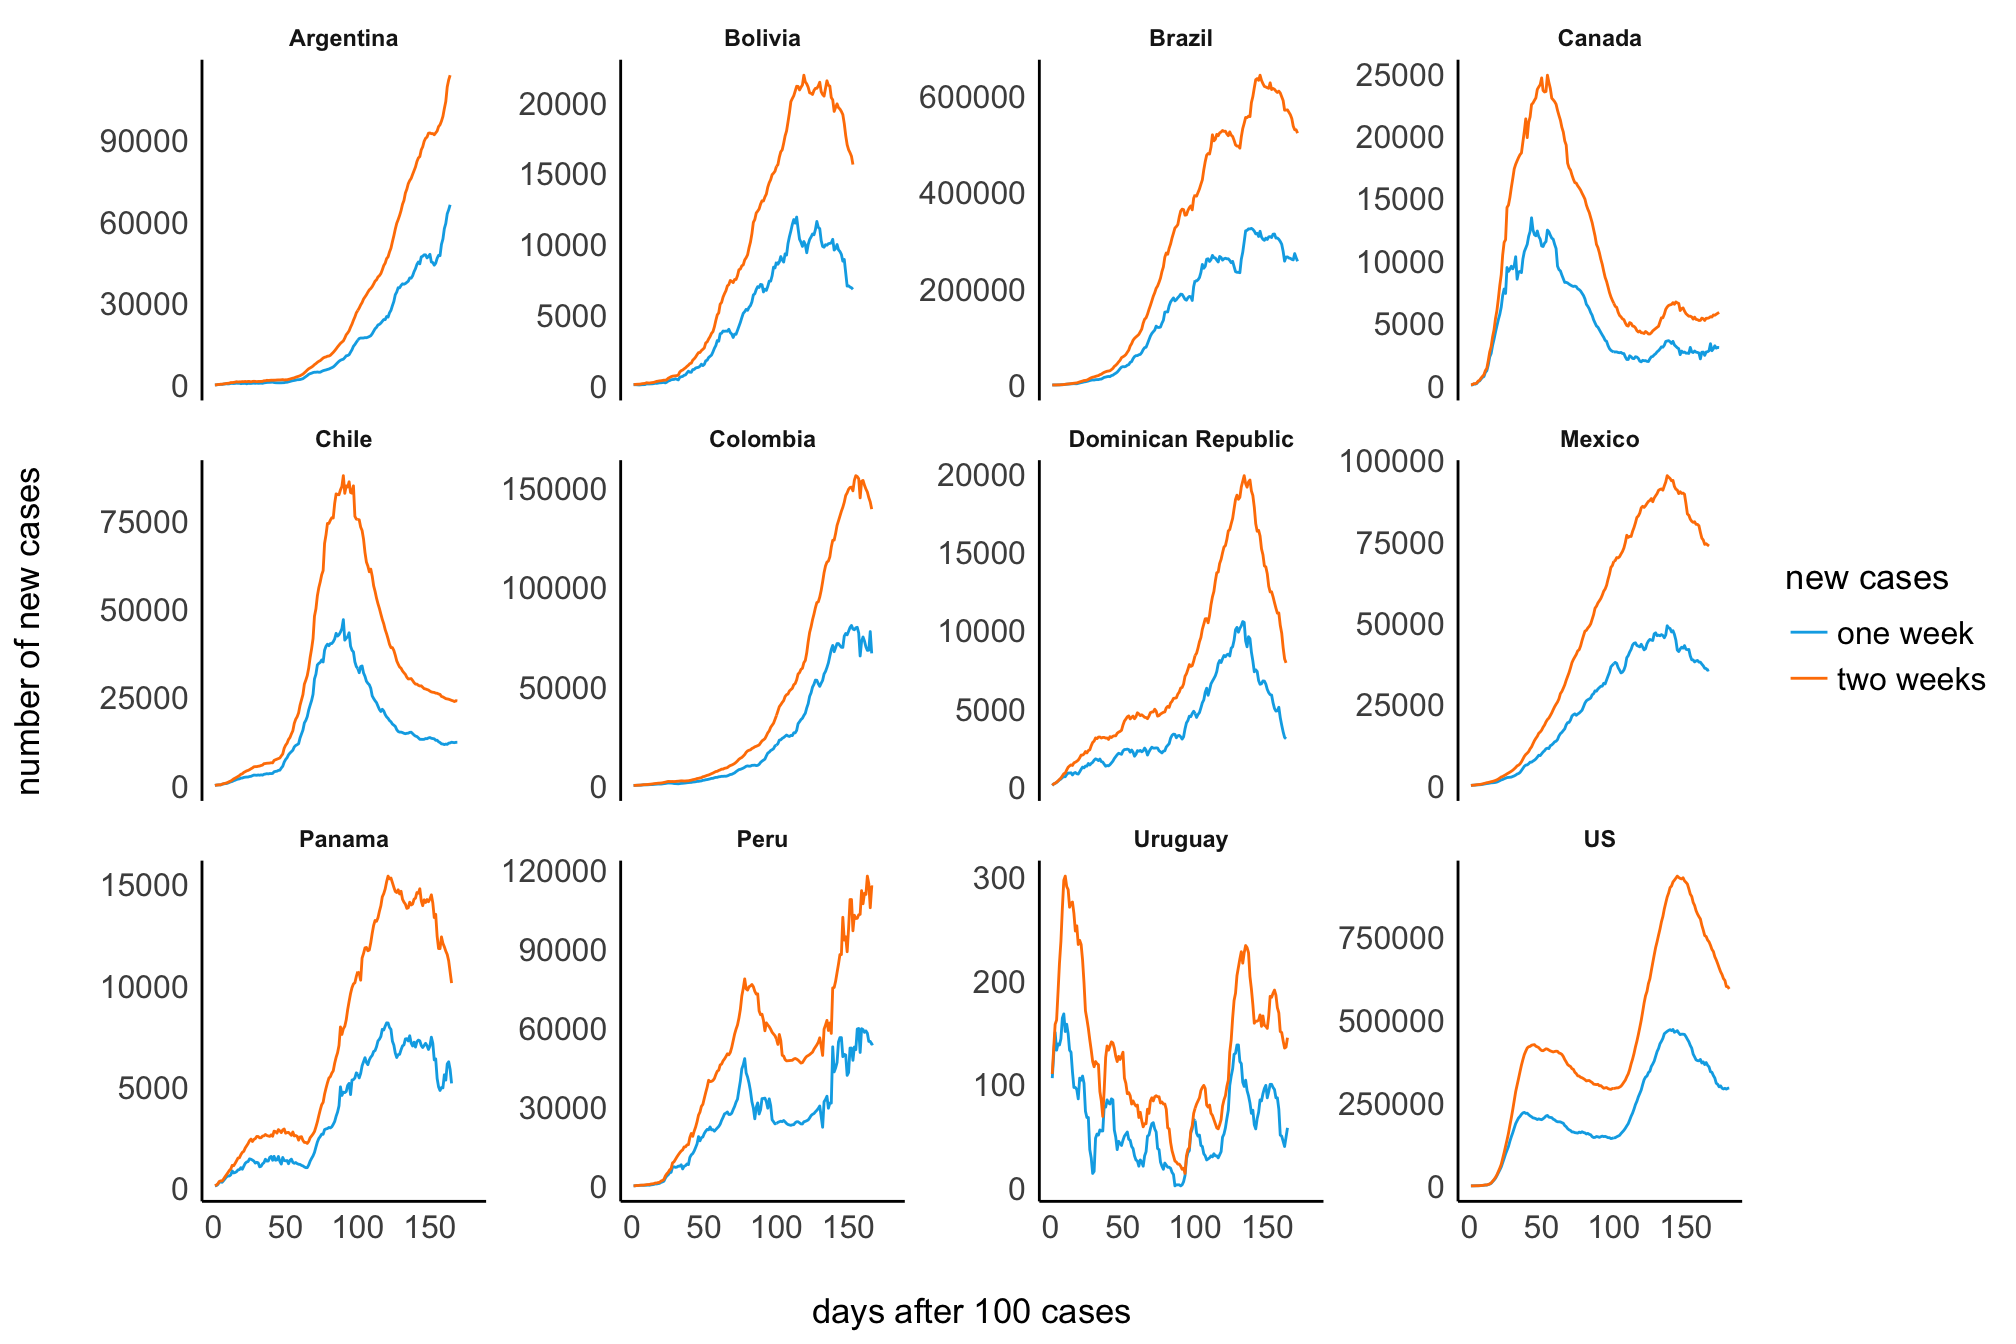 Argentina
Bolivia
Brazil
Canada
90000
60000
30000
0
20000
15000
10000
5000
0
600000
400000
200000
0
25000
20000
15000
10000
5000
0
Chile
Colombia
Dominican Republic
Mexico
75000
50000
25000
0
150000
100000
50000
0
20000
15000
10000
5000
0
100000
75000
50000
25000
0
Panama
Peru
Uruguay
US
15000
10000
5000
0
120000
90000
60000
30000
0
300
200
100
0
750000
500000
250000
0
0 50 100 150
0 50 100 150
0 50 100 150
0 50 100 150
number of new cases
days after 100 cases
new cases
one week
two weeks